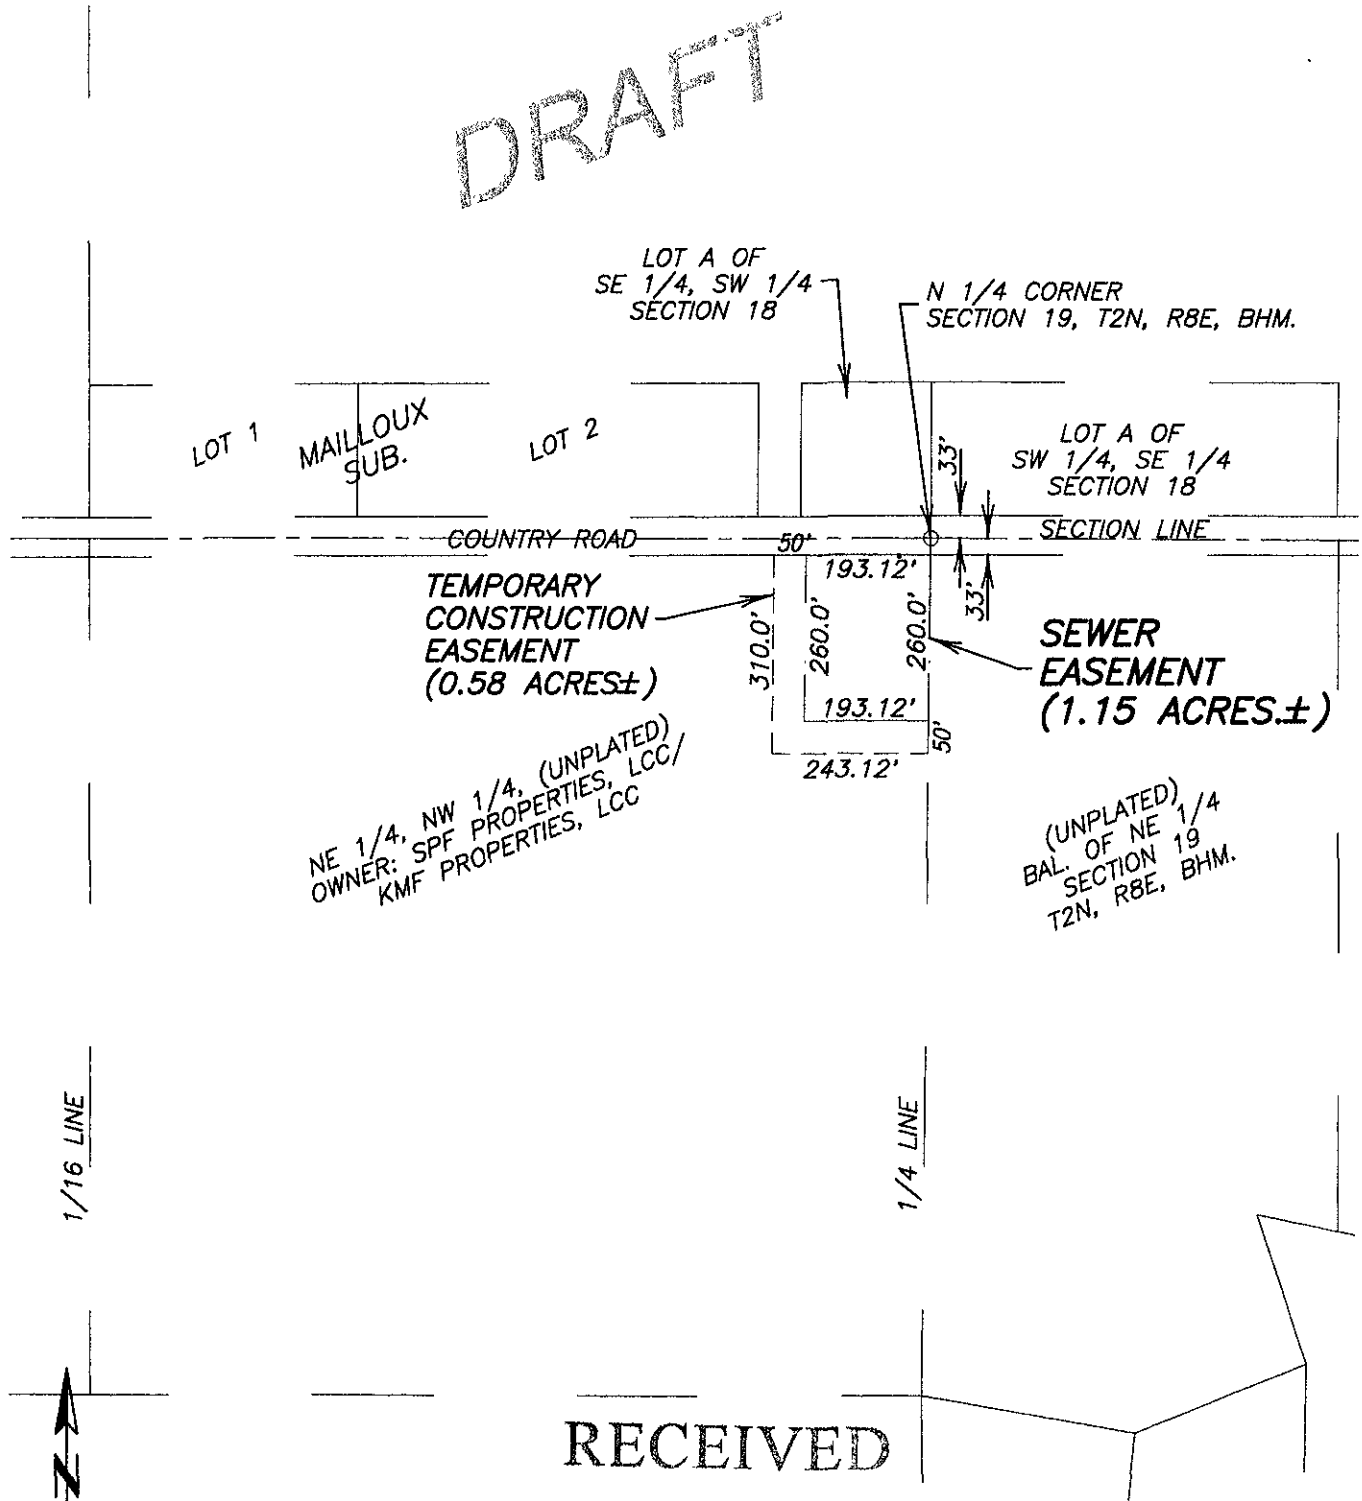 DRAFT
LOT A OF
SE 1/4, SW 1/4
SECTION 18
N 1/4 CORNER
SECTION 19, T2N, R8E, BHM.
LOT 1
MAILLOUX
SUB.
LOT 2
33'
LOT A OF
SW 1/4, SE 1/4
SECTION 18
COUNTRY ROAD
50'
SECTION LINE
193.12'
33'
TEMPORARY
CONSTRUCTION
EASEMENT
(0.58 ACRES±)
310.0'
260.0'
260.0'
SEWER
EASEMENT
(1.15 ACRES.±)
193.12'
50'
243.12'
NE 1/4, NW 1/4, (UNPLATED)
OWNER: SPF PROPERTIES, LCC/
KMF PROPERTIES, LCC
(UNPLATED)
BAL. OF NE 1/4
SECTION 19
T2N, R8E, BHM.
1/16 LINE
1/4 LINE
N
RECEIVED